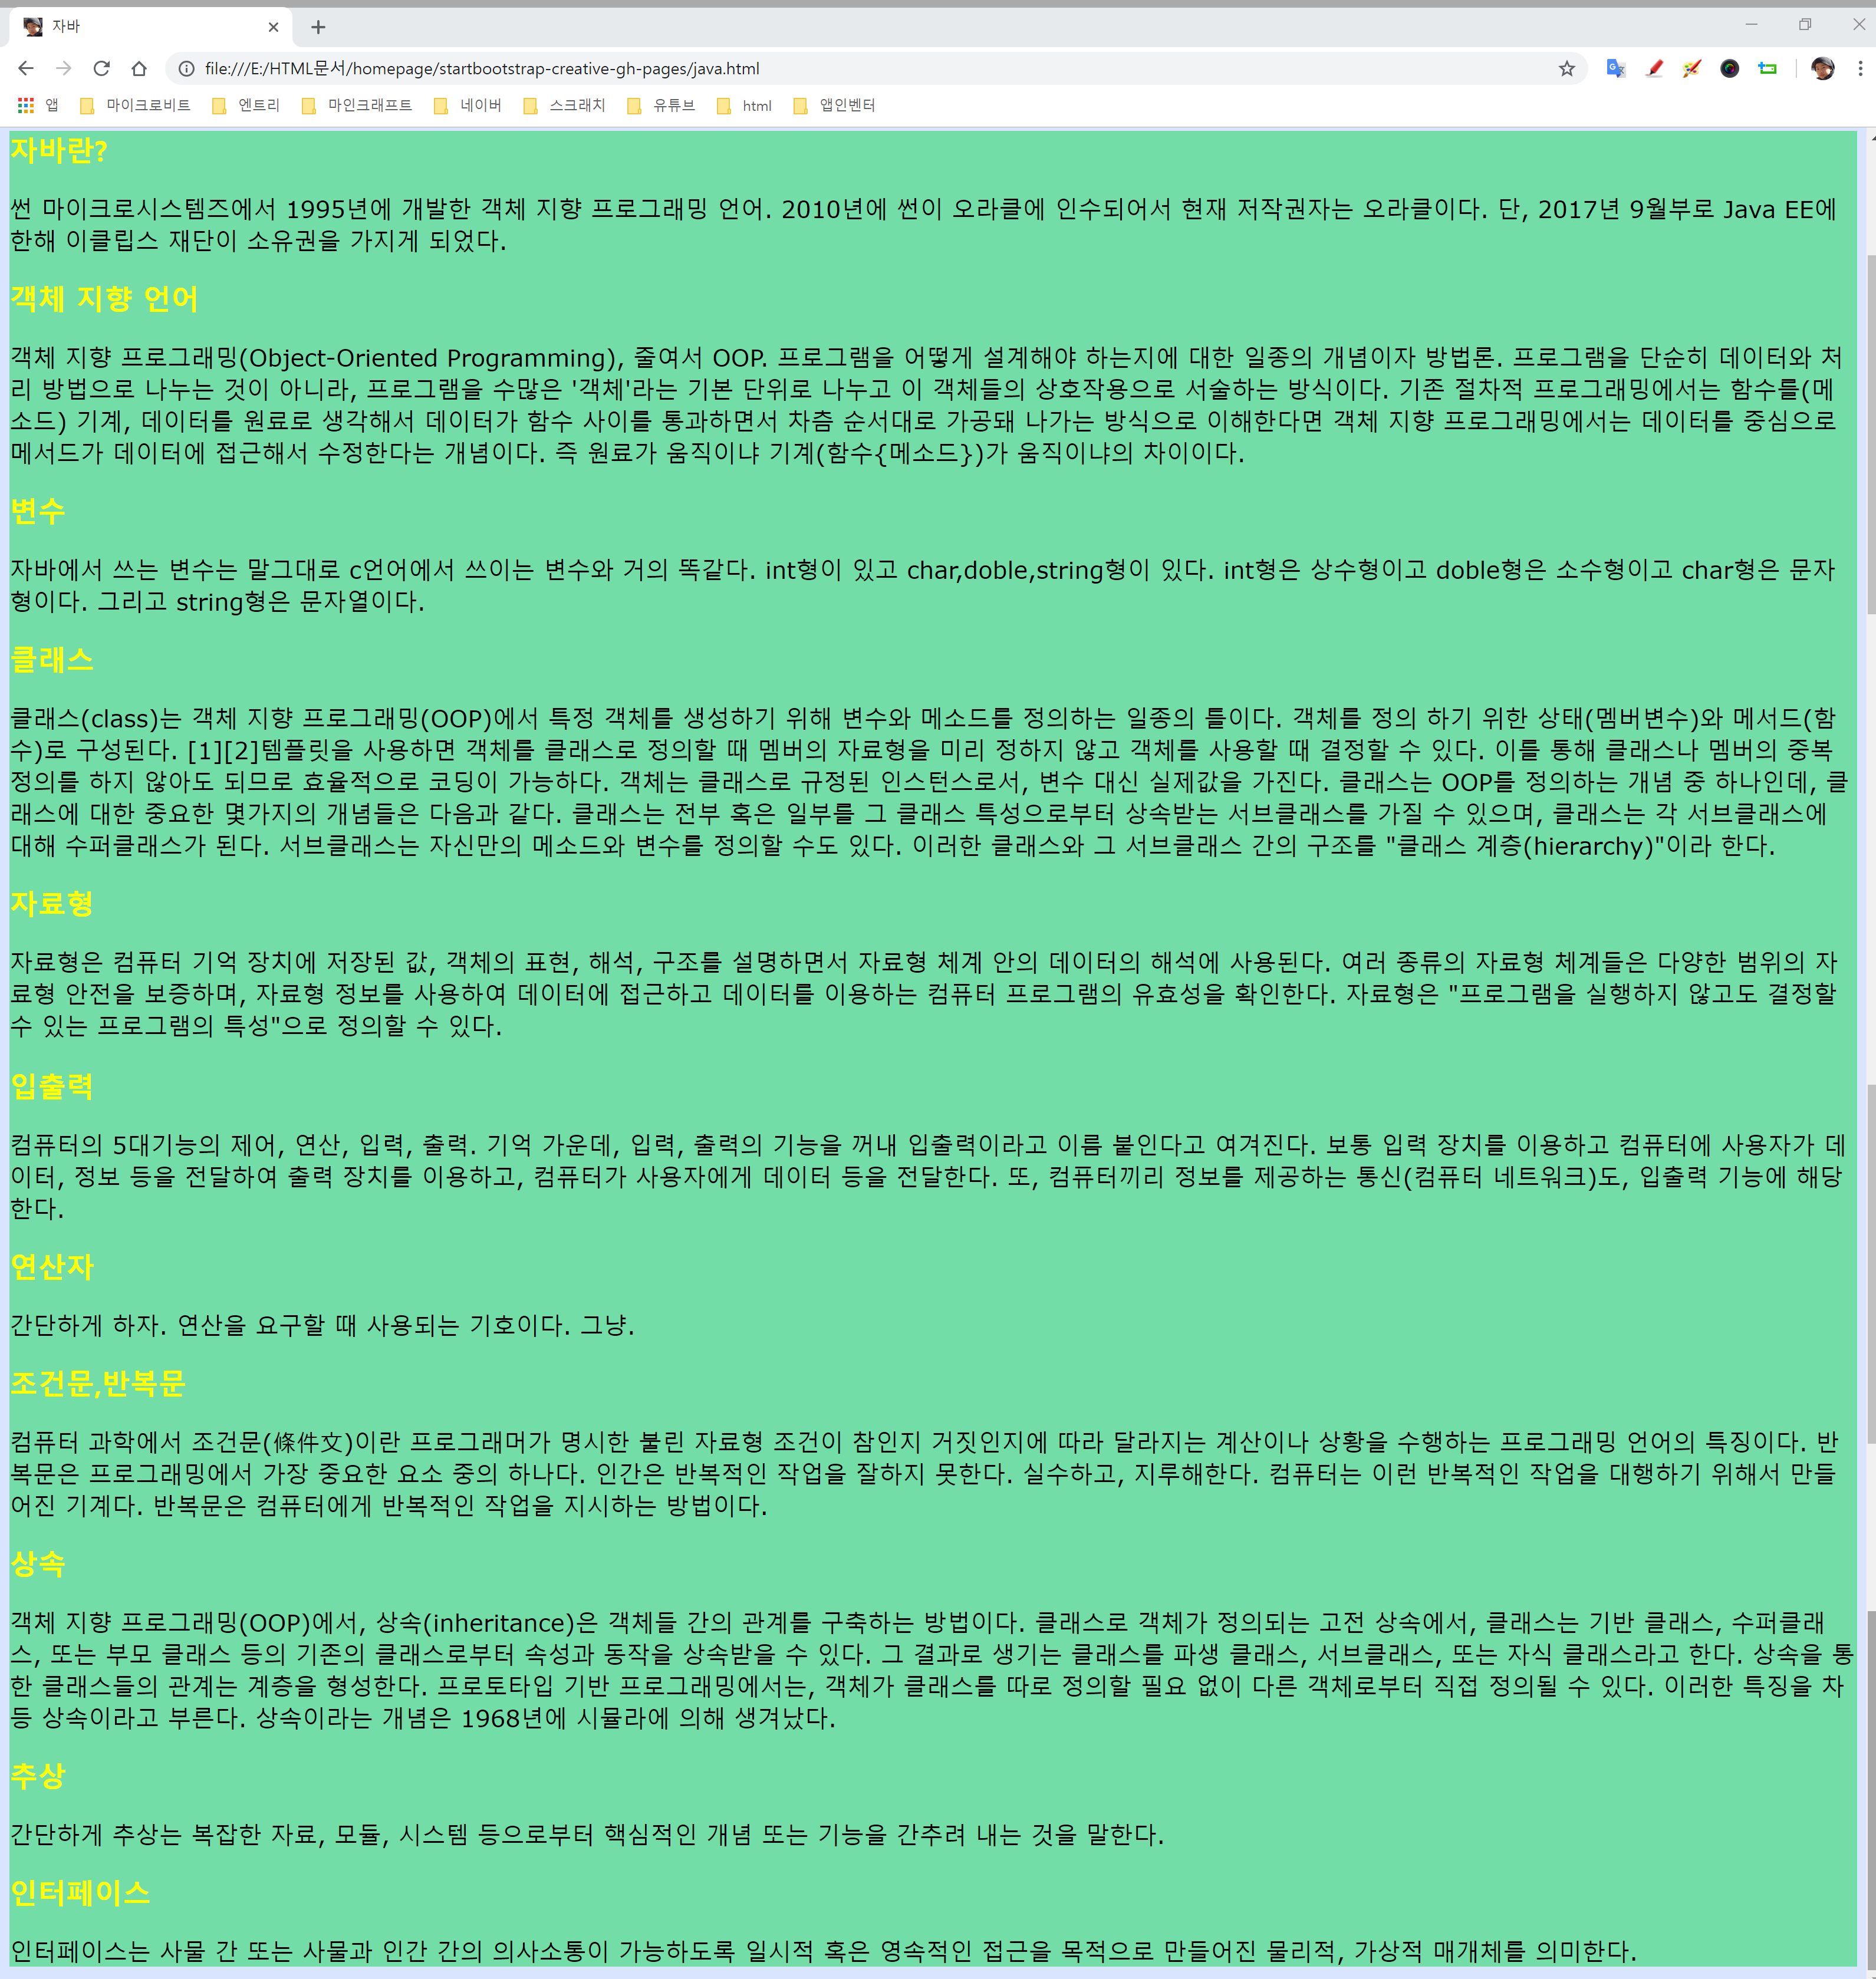 자바
file:///E:/HTML문서/homepage/startbootstrap-creative-gh-pages/java.html
앱 마이크로비트 엔트리 마인크래프트 네이버 스크래치 유튜브 html 앱인벤터
자바란?
썬 마이크로시스템즈에서 1995년에 개발한 객체 지향 프로그래밍 언어. 2010년에 썬이 오라클에 인수되어서 현재 저작권자는 오라클이다. 단, 2017년 9월부로 Java EE에
한해 이클립스 재단이 소유권을 가지게 되었다.
객체 지향 언어
객체 지향 프로그래밍(Object-Oriented Programming), 줄여서 OOP. 프로그램을 어떻게 설계해야 하는지에 대한 일종의 개념이자 방법론. 프로그램을 단순히 데이터와 처
리 방법으로 나누는 것이 아니라, 프로그램을 수많은 '객체'라는 기본 단위로 나누고 이 객체들의 상호작용으로 서술하는 방식이다. 기존 절차적 프로그래밍에서는 함수를(메
소드) 기계, 데이터를 원료로 생각해서 데이터가 함수 사이를 통과하면서 차츰 순서대로 가공돼 나가는 방식으로 이해한다면 객체 지향 프로그래밍에서는 데이터를 중심으로
메서드가 데이터에 접근해서 수정한다는 개념이다. 즉 원료가 움직이냐 기계(함수{메소드})가 움직이냐의 차이이다.
변수
자바에서 쓰는 변수는 말그대로 c언어에서 쓰이는 변수와 거의 똑같다. int형이 있고 char,doble,string형이 있다. int형은 상수형이고 doble형은 소수형이고 char형은 문자
형이다. 그리고 string형은 문자열이다.
클래스
클래스(class)는 객체 지향 프로그래밍(OOP)에서 특정 객체를 생성하기 위해 변수와 메소드를 정의하는 일종의 틀이다. 객체를 정의 하기 위한 상태(멤버변수)와 메서드(함
수)로 구성된다. [1][2]템플릿을 사용하면 객체를 클래스로 정의할 때 멤버의 자료형을 미리 정하지 않고 객체를 사용할 때 결정할 수 있다. 이를 통해 클래스나 멤버의 중복
정의를 하지 않아도 되므로 효율적으로 코딩이 가능하다. 객체는 클래스로 규정된 인스턴스로서, 변수 대신 실제값을 가진다. 클래스는 OOP를 정의하는 개념 중 하나인데, 클
래스에 대한 중요한 몇가지의 개념들은 다음과 같다. 클래스는 전부 혹은 일부를 그 클래스 특성으로부터 상속받는 서브클래스를 가질 수 있으며, 클래스는 각 서브클래스에
대해 수퍼클래스가 된다. 서브클래스는 자신만의 메소드와 변수를 정의할 수도 있다. 이러한 클래스와 그 서브클래스 간의 구조를 "클래스 계층(hierarchy)"이라 한다.
자료형
자료형은 컴퓨터 기억 장치에 저장된 값, 객체의 표현, 해석, 구조를 설명하면서 자료형 체계 안의 데이터의 해석에 사용된다. 여러 종류의 자료형 체계들은 다양한 범위의 자
료형 안전을 보증하며, 자료형 정보를 사용하여 데이터에 접근하고 데이터를 이용하는 컴퓨터 프로그램의 유효성을 확인한다. 자료형은 "프로그램을 실행하지 않고도 결정할
수 있는 프로그램의 특성"으로 정의할 수 있다.
입출력
컴퓨터의 5대기능의 제어, 연산, 입력, 출력. 기억 가운데, 입력, 출력의 기능을 꺼내 입출력이라고 이름 붙인다고 여겨진다. 보통 입력 장치를 이용하고 컴퓨터에 사용자가 데
이터, 정보 등을 전달하여 출력 장치를 이용하고, 컴퓨터가 사용자에게 데이터 등을 전달한다. 또, 컴퓨터끼리 정보를 제공하는 통신(컴퓨터 네트워크)도, 입출력 기능에 해당
한다.
연산자
간단하게 하자. 연산을 요구할 때 사용되는 기호이다. 그냥.
조건문,반복문
컴퓨터 과학에서 조건문(條件文)이란 프로그래머가 명시한 불린 자료형 조건이 참인지 거짓인지에 따라 달라지는 계산이나 상황을 수행하는 프로그래밍 언어의 특징이다. 반
복문은 프로그래밍에서 가장 중요한 요소 중의 하나다. 인간은 반복적인 작업을 잘하지 못한다. 실수하고, 지루해한다. 컴퓨터는 이런 반복적인 작업을 대행하기 위해서 만들
어진 기계다. 반복문은 컴퓨터에게 반복적인 작업을 지시하는 방법이다.
상속
객체 지향 프로그래밍(OOP)에서, 상속(inheritance)은 객체들 간의 관계를 구축하는 방법이다. 클래스로 객체가 정의되는 고전 상속에서, 클래스는 기반 클래스, 수퍼클래
스, 또는 부모 클래스 등의 기존의 클래스로부터 속성과 동작을 상속받을 수 있다. 그 결과로 생기는 클래스를 파생 클래스, 서브클래스, 또는 자식 클래스라고 한다. 상속을 통
한 클래스들의 관계는 계층을 형성한다. 프로토타입 기반 프로그래밍에서는, 객체가 클래스를 따로 정의할 필요 없이 다른 객체로부터 직접 정의될 수 있다. 이러한 특징을 차
등 상속이라고 부른다. 상속이라는 개념은 1968년에 시뮬라에 의해 생겨났다.
추상
간단하게 추상는 복잡한 자료, 모듈, 시스템 등으로부터 핵심적인 개념 또는 기능을 간추려 내는 것을 말한다.
인터페이스
인터페이스는 사물 간 또는 사물과 인간 간의 의사소통이 가능하도록 일시적 혹은 영속적인 접근을 목적으로 만들어진 물리적, 가상적 매개체를 의미한다.